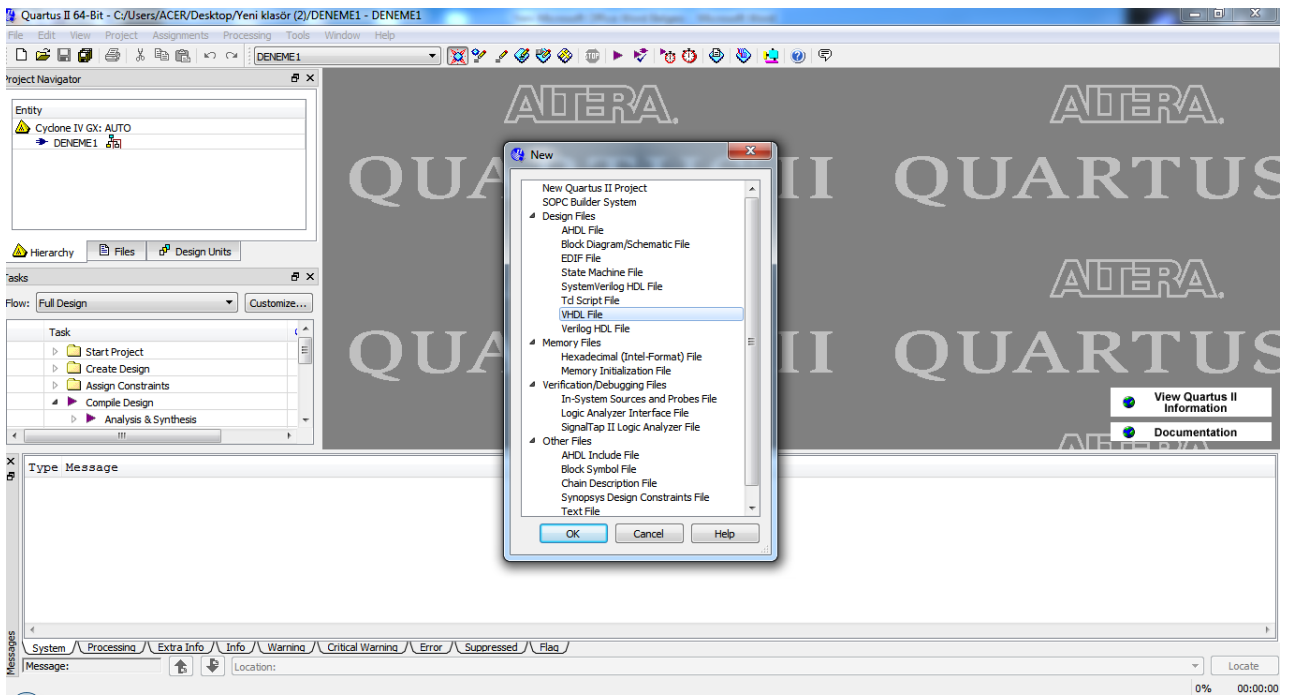 Quartus II 64-Bit - C:/Users/ACER/Desktop/Yeni klasör (2)/DENEME1 - DENEME1
File Edit View Project Assignments Processing Tools Window Help
DENEME1
STOP
Project Navigator
Entity
Cyclone IV GX: AUTO
DENEME1
Hierarchy Files Design Units
Tasks
Flow: Full Design Customize...
Task
Start Project
Create Design
Assign Constraints
Compile Design
Analysis & Synthesis
ALTERA ALTERA
QUARTUS II QUARTUS
ALTERA
QUA II QUARTUS
View Quartus II
Information
Documentation
New
New Quartus II Project
SOPC Builder System
Design Files
AHDL File
Block Diagram/Schematic File
EDIF File
State Machine File
SystemVerilog HDL File
Tcl Script File
VHDL File
Verilog HDL File
Memory Files
Hexadecimal (Intel-Format) File
Memory Initialization File
Verification/Debugging Files
In-System Sources and Probes File
Logic Analyzer Interface File
SignalTap II Logic Analyzer File
Other Files
AHDL Include File
Block Symbol File
Chain Description File
Synopsys Design Constraints File
Text File
OK Cancel Help
Type Message
Messages
System Processing Extra Info Info Warning Critical Warning Error Suppressed Flag
Message: Location: Locate
0% 00:00:00